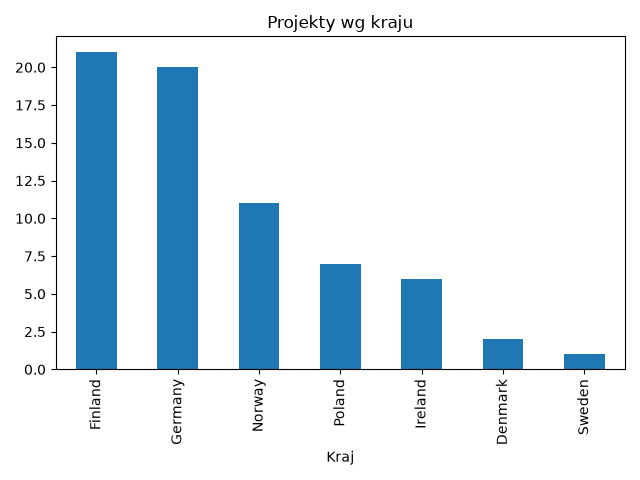 Projekty wg kraju
20.0
17.5
15.0
12.5
10.0
7.5
5.0
2.5
0.0
Finland
Germany
Norway
Poland
Ireland
Denmark
Sweden
Kraj